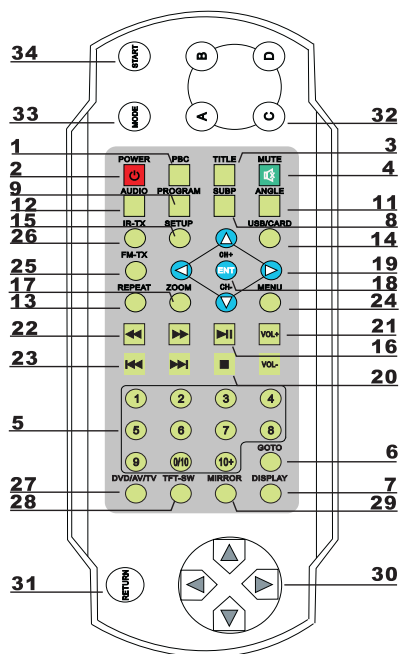 34
START
B
D
33
MODE
A
C
32
1
3
POWER
PBC
TITLE
MUTE
2
4
9
AUDIO
PROGRAM
SUBP
ANGLE
12
11
15
8
IR-TX
SETUP
USB/CARD
26
14
FM-TX
CH+
25
ENT
19
17
CH-
18
REPEAT
ZOOM
MENU
13
24
22
VOL+
21
16
23
VOL-
20
1
2
3
4
5
5
6
7
8
GOTO
9
0/10
10+
6
DVD/AV/TV
TFT-SW
MIRROR
DISPLAY
27
7
28
29
31
RETURN
30